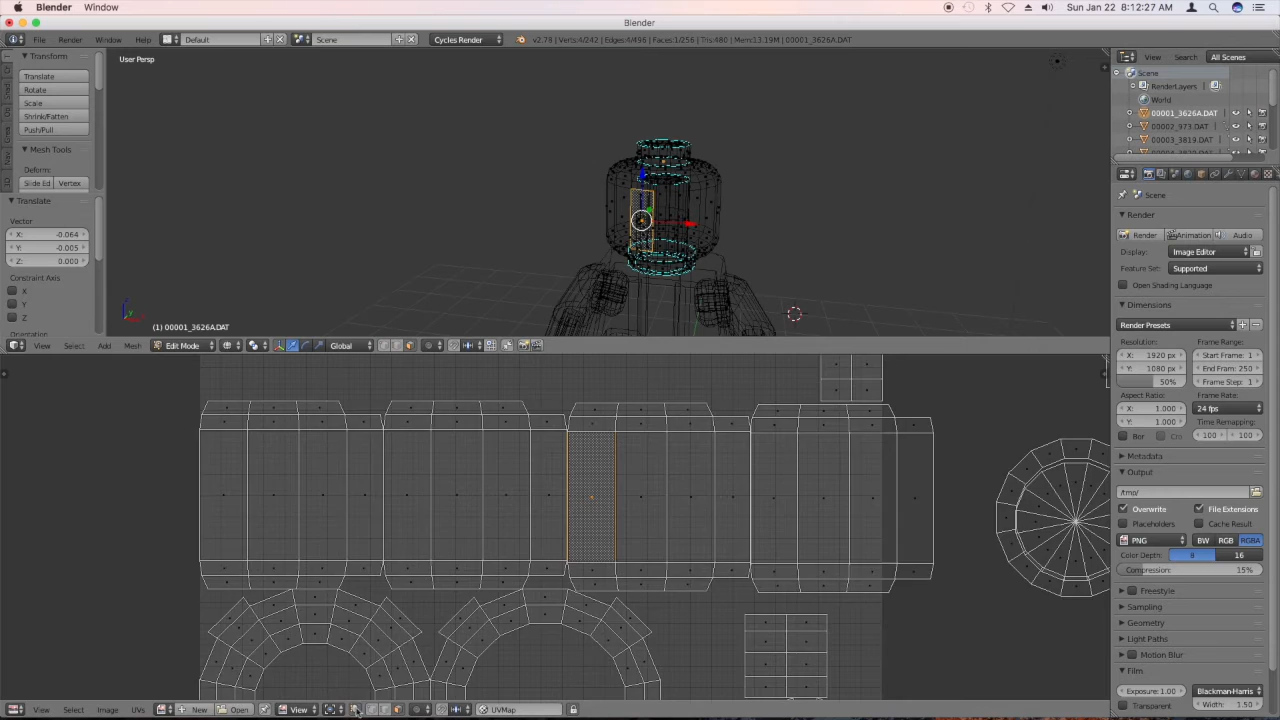 Blender Window Sun Jan 22 8:12:27 AM
Blender
File Render Window Help Default Scene Cycles Render v2.78 | Verts:4/242 | Edges:4/496 | Faces:1/256 | Tris:480 | Mem:13.19M | 00001_3626A.DAT
View Search All Scenes
Transform
User Persp
Scene
Translate
RenderLayers
Rotate
World
Scale
00001_3626A.DAT
Shrink/Fatten
00002_973.DAT
Push/Pull
00003_3819.DAT
Mesh Tools
Deform:
Slide Ed Vertex
Scene
Translate
Render
Vector
Render Animation Audio
X: -0.064
Y: -0.005
Z: 0.000
Display: Image Editor
Feature Set: Supported
Constraint Axis
Open Shading Language
X
Y
Z
Dimensions
Render Presets
Orientation
(1) 00001_3626A.DAT
View Select Add Mesh Edit Mode Global
Resolution: Frame Range:
X: 1920 px Start Frame: 1
Y: 1080 px End Fram: 250
50% Frame Step: 1
Aspect Ratio: Frame Rate:
X: 1.000 24 fps
Y: 1.000 Time Remapping:
Bor Cro 100 100
Metadata
Output
/tmp/
Overwrite File Extensions
Placeholders Cache Result
PNG BW RGB RGBA
Color Depth: 8 16
Compression: 15%
Freestyle
Sampling
Geometry
Light Paths
Motion Blur
Film
Exposure: 1.00 Blackman-Harris
Transparent Width: 1.50
View Select Image UVs New Open View UVMap